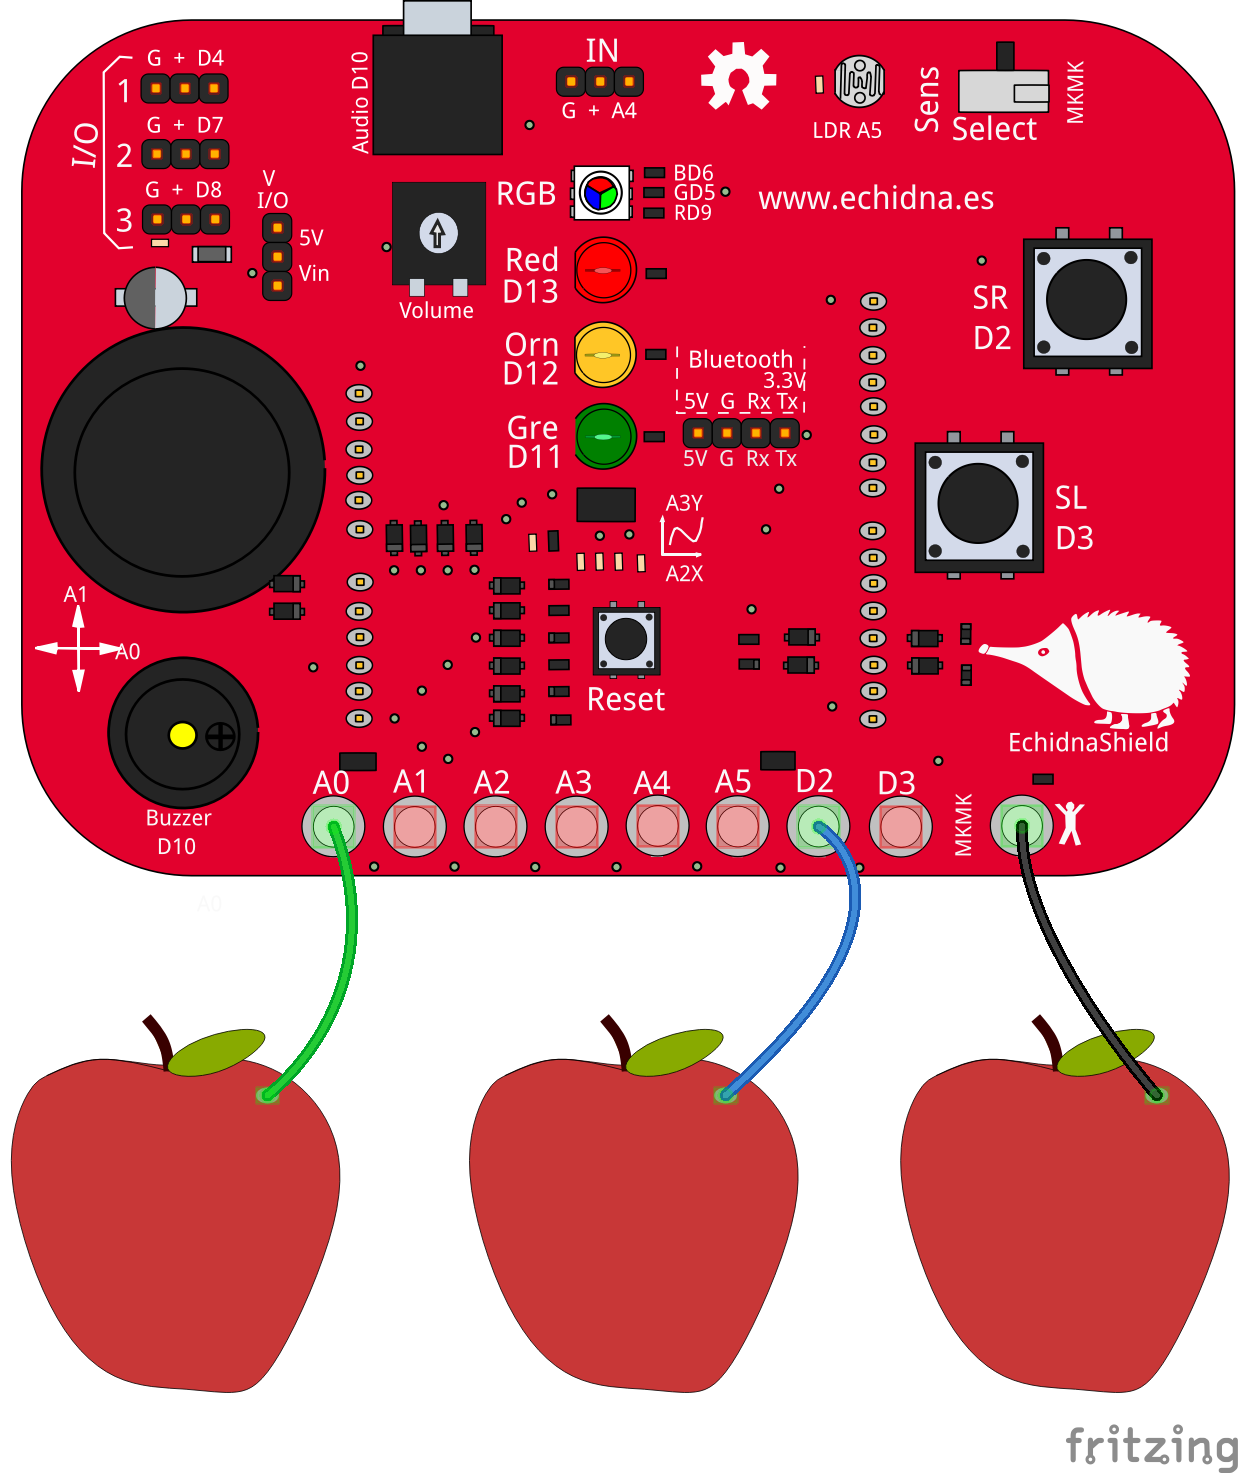 G + D4
1
G + D7
2
G + D8
3
I/O
V
I/O
5V
Vin
Audio D10
Volume
IN
G + A4
LDR A5
Sens
Select
MKMK
RGB
BD6
GD5
RD9
www.echidna.es
Red
D13
Orn
D12
Gre
D11
Bluetooth
3.3V
5V G Rx Tx
5V G Rx Tx
SR
D2
SL
D3
A3Y
A2X
Reset
A1
A0
Buzzer
D10
EchidnaShield
A0 A1 A2 A3 A4 A5 D2 D3
MKMK
A0
fritzing